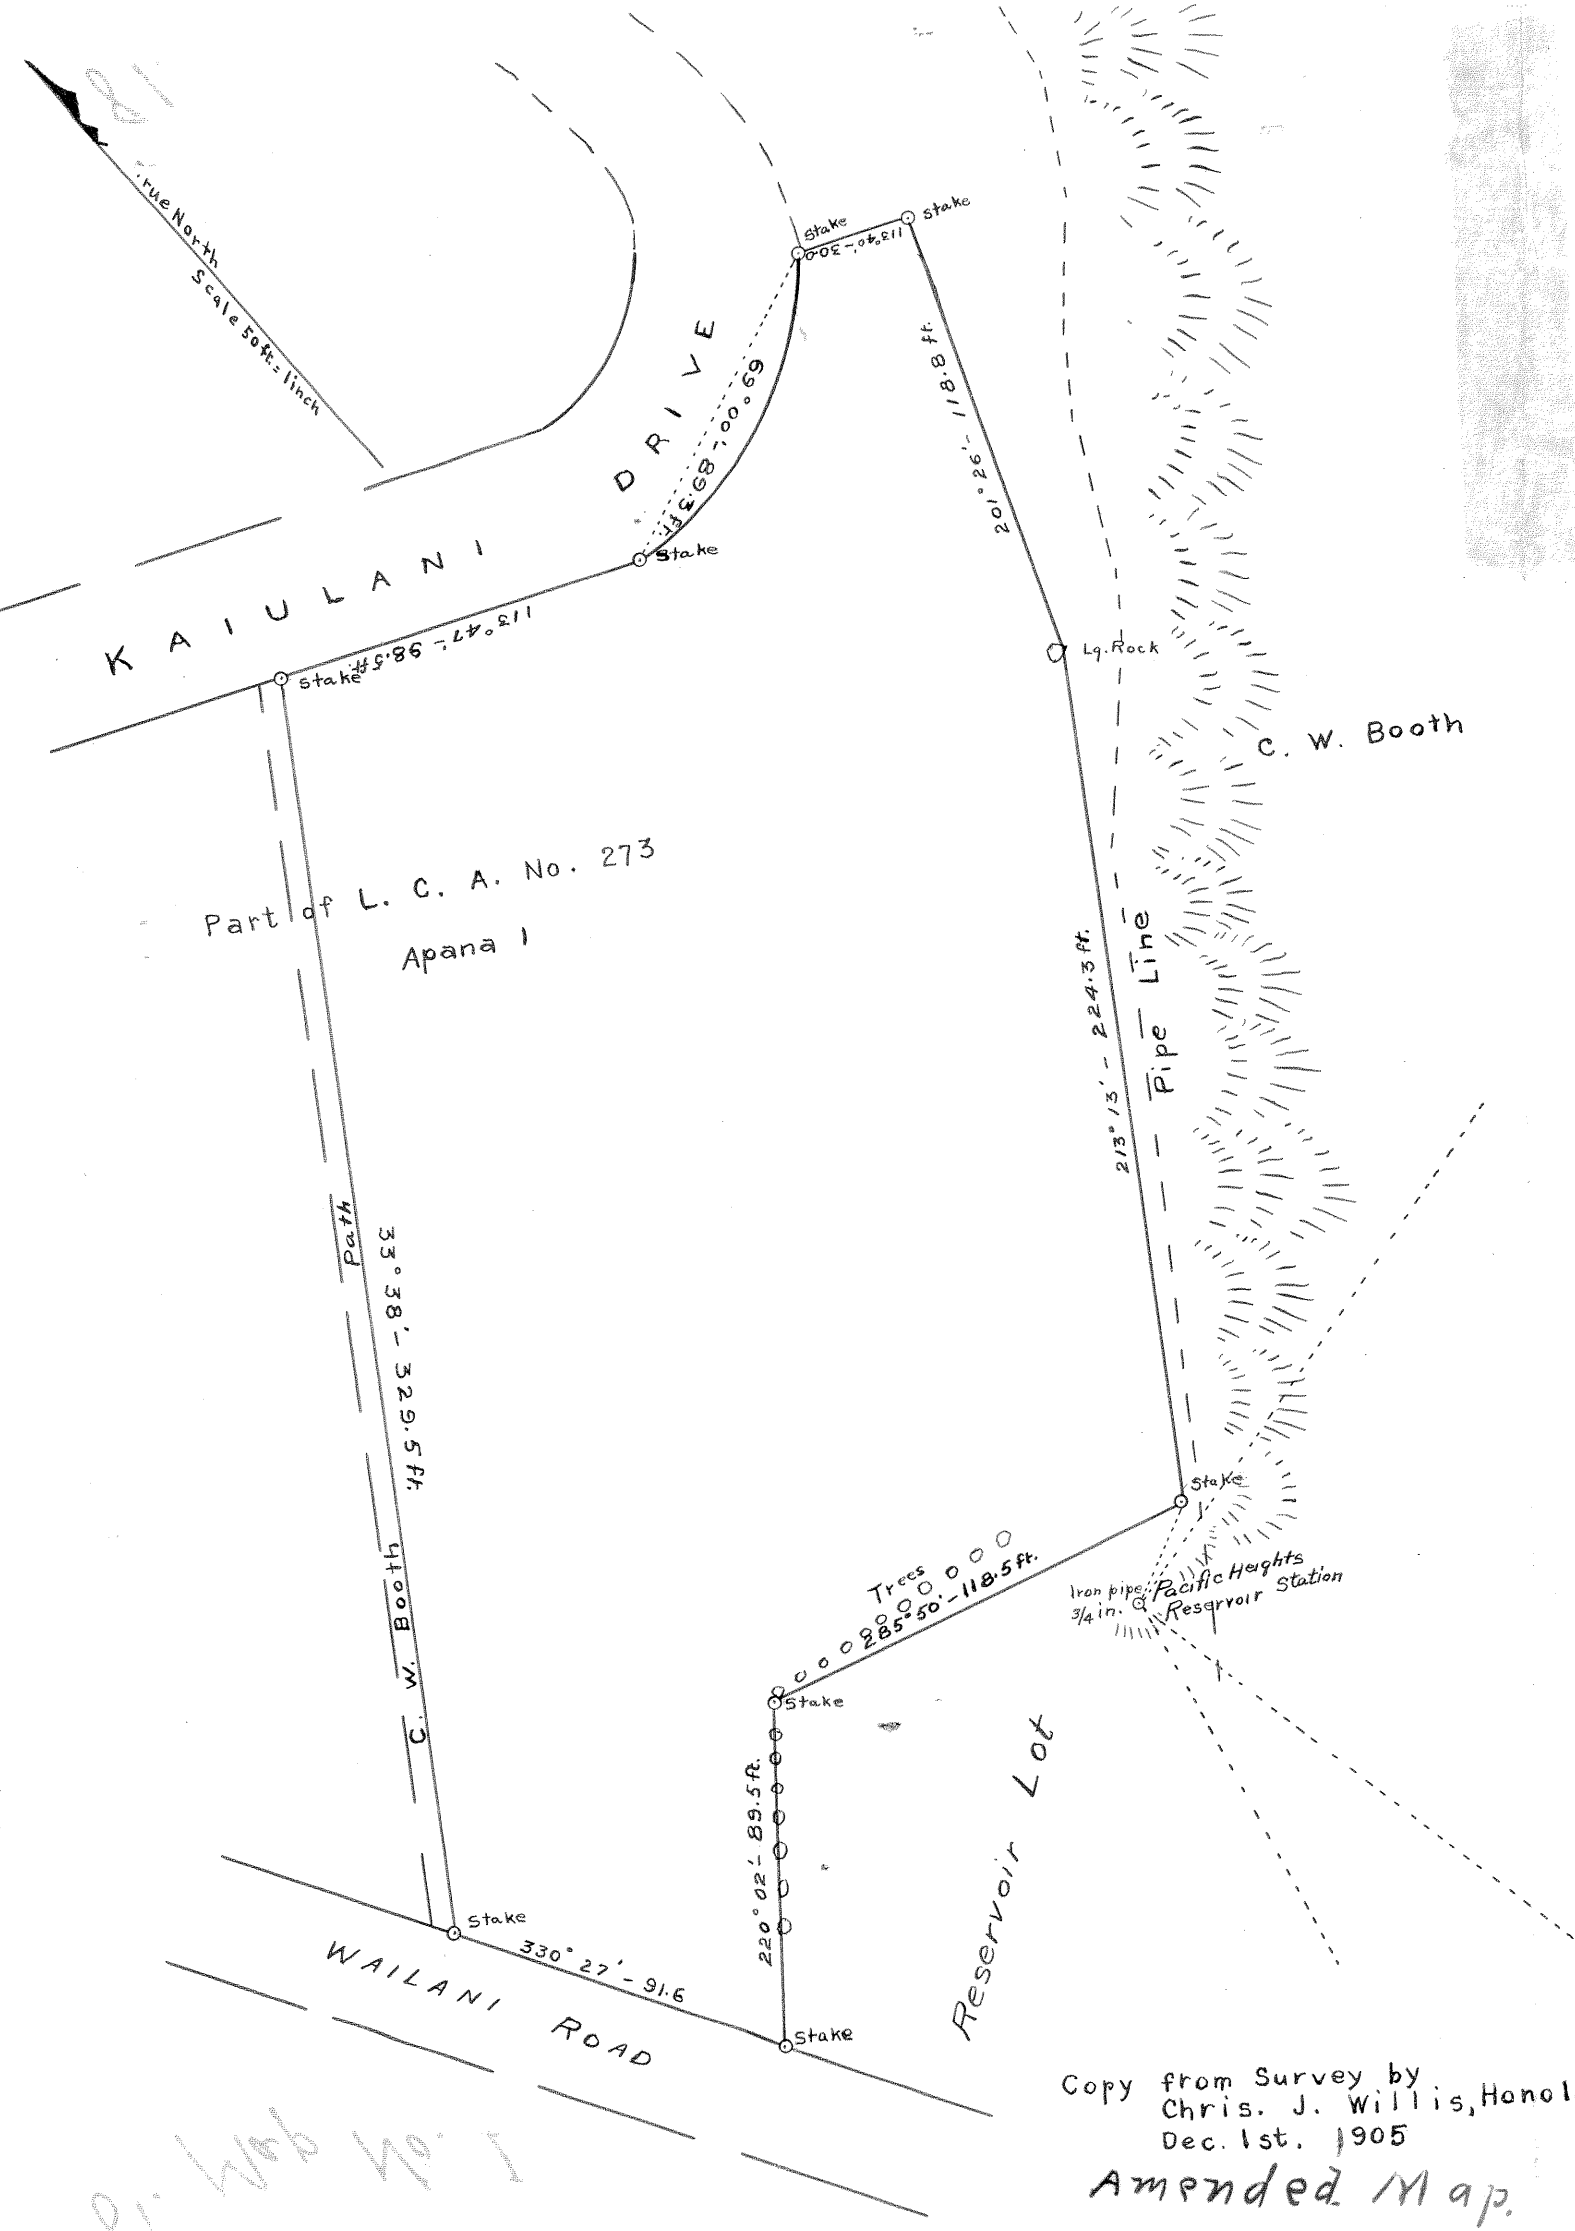 81
True North
Scale 50ft. = 1inch
Stake
Stake
113°40'-30.0
201°26'- 118.8 ft.
69°00'- 89.3 ft.
KAIULANI DRIVE
Stake
113°47'- 98.5 ft.
Stake
Lg. Rock
C. W. Booth
Part of L. C. A. No. 273
Apana 1
213°13' - 224.3 ft.
Pipe Line
Path
33°38'- 329.5 ft.
C. W. Booth
Stake
Trees
285°50'-118.5 ft.
Iron pipe
3/4 in.
Pacific Heights
Reservoir Station
Stake
220°02'- 89.5 ft.
Reservoir Lot
Stake
330° 27' - 91.6
Stake
WAILANI ROAD
Copy from Survey by
Chris. J. Willis, Honol
Dec. 1st. 1905
Amended Map.